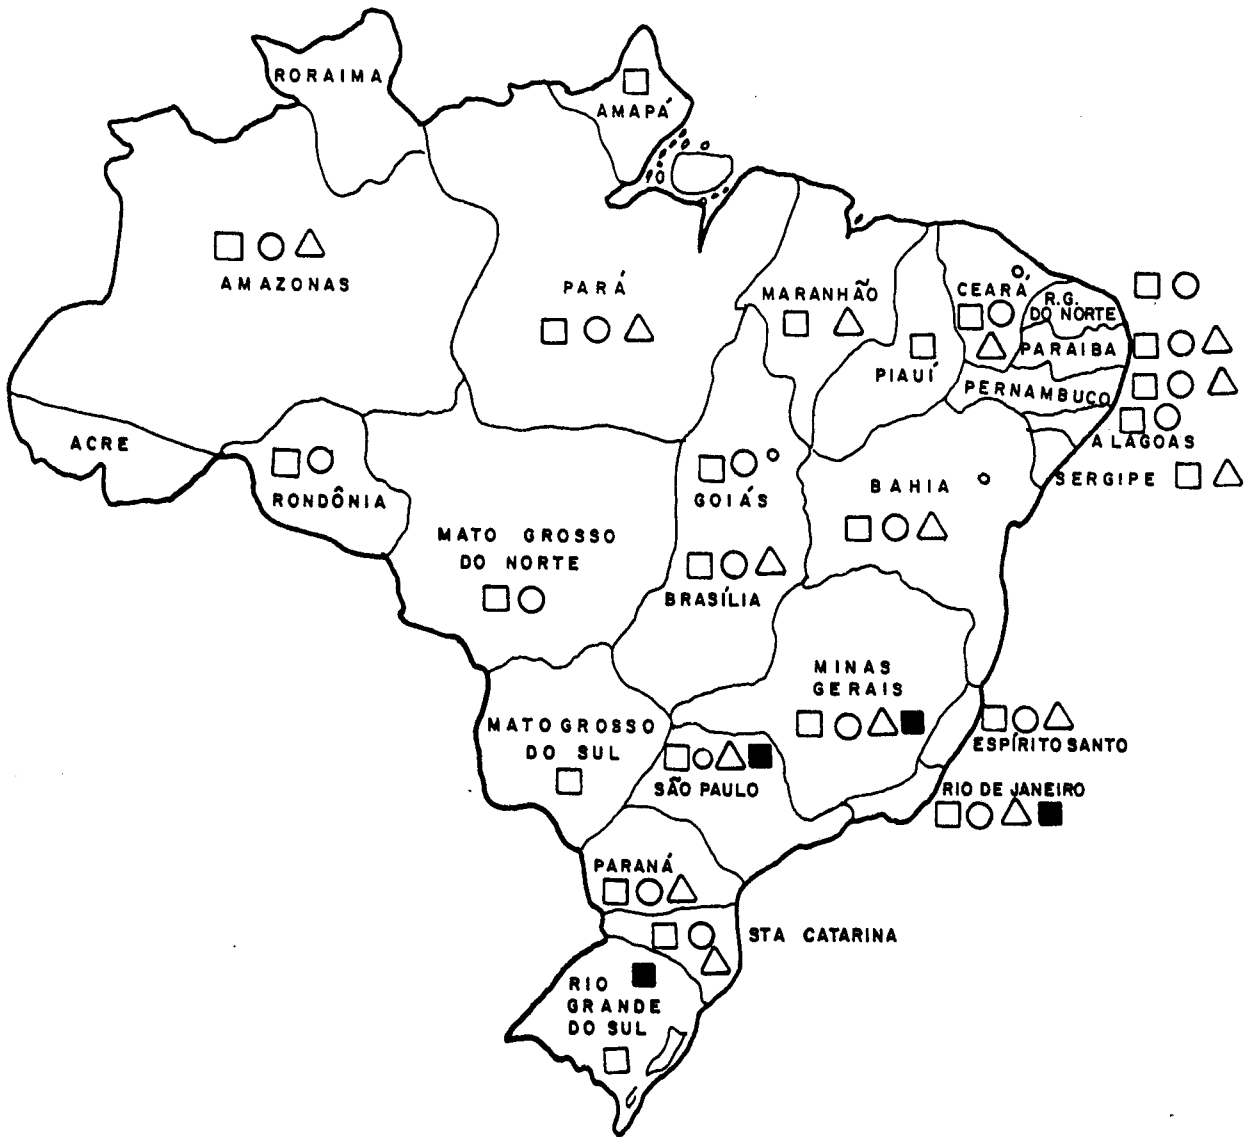 RORAIMA
AMAPÁ
AMAZONAS
PARÁ
MARANHÃO
CEARÁ
R.G.
DO NORTE
PARAIBA
PIAUÍ
PERNAMBUCO
ALAGOAS
SERGIPE
ACRE
RONDÔNIA
GOIÁS
BAHIA
MATO GROSSO
DO NORTE
BRASÍLIA
MINAS
GERAIS
MATO GROSSO
DO SUL
ESPÍRITO SANTO
SÃO PAULO
RIO DE JANEIRO
PARANÁ
STA CATARINA
RIO
GRANDE
DO SUL